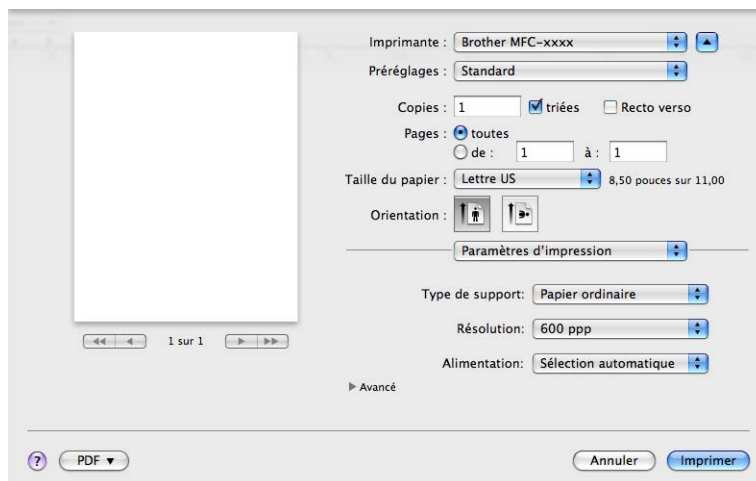 Imprimante : Brother MFC-xxxx
Préréglages : Standard
Copies : 1 triées Recto verso
Pages : toutes
de : 1 à : 1
Taille du papier : Lettre US 8,50 pouces sur 11,00
Orientation :
Paramètres d'impression
Type de support: Papier ordinaire
Résolution: 600 ppp
Alimentation: Sélection automatique
Avancé
1 sur 1
? PDF Annuler Imprimer